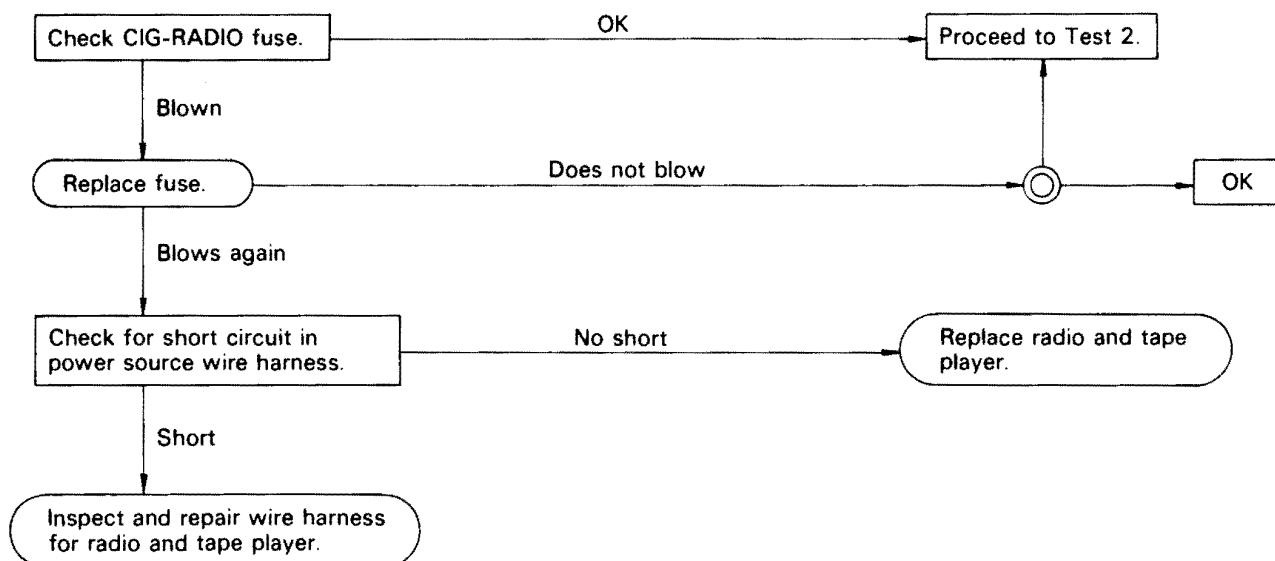 Check CIG-RADIO fuse.
OK
Proceed to Test 2.
Blown
Replace fuse.
Does not blow
OK
Blows again
Check for short circuit in
power source wire harness.
No short
Replace radio and tape
player.
Short
Inspect and repair wire harness
for radio and tape player.